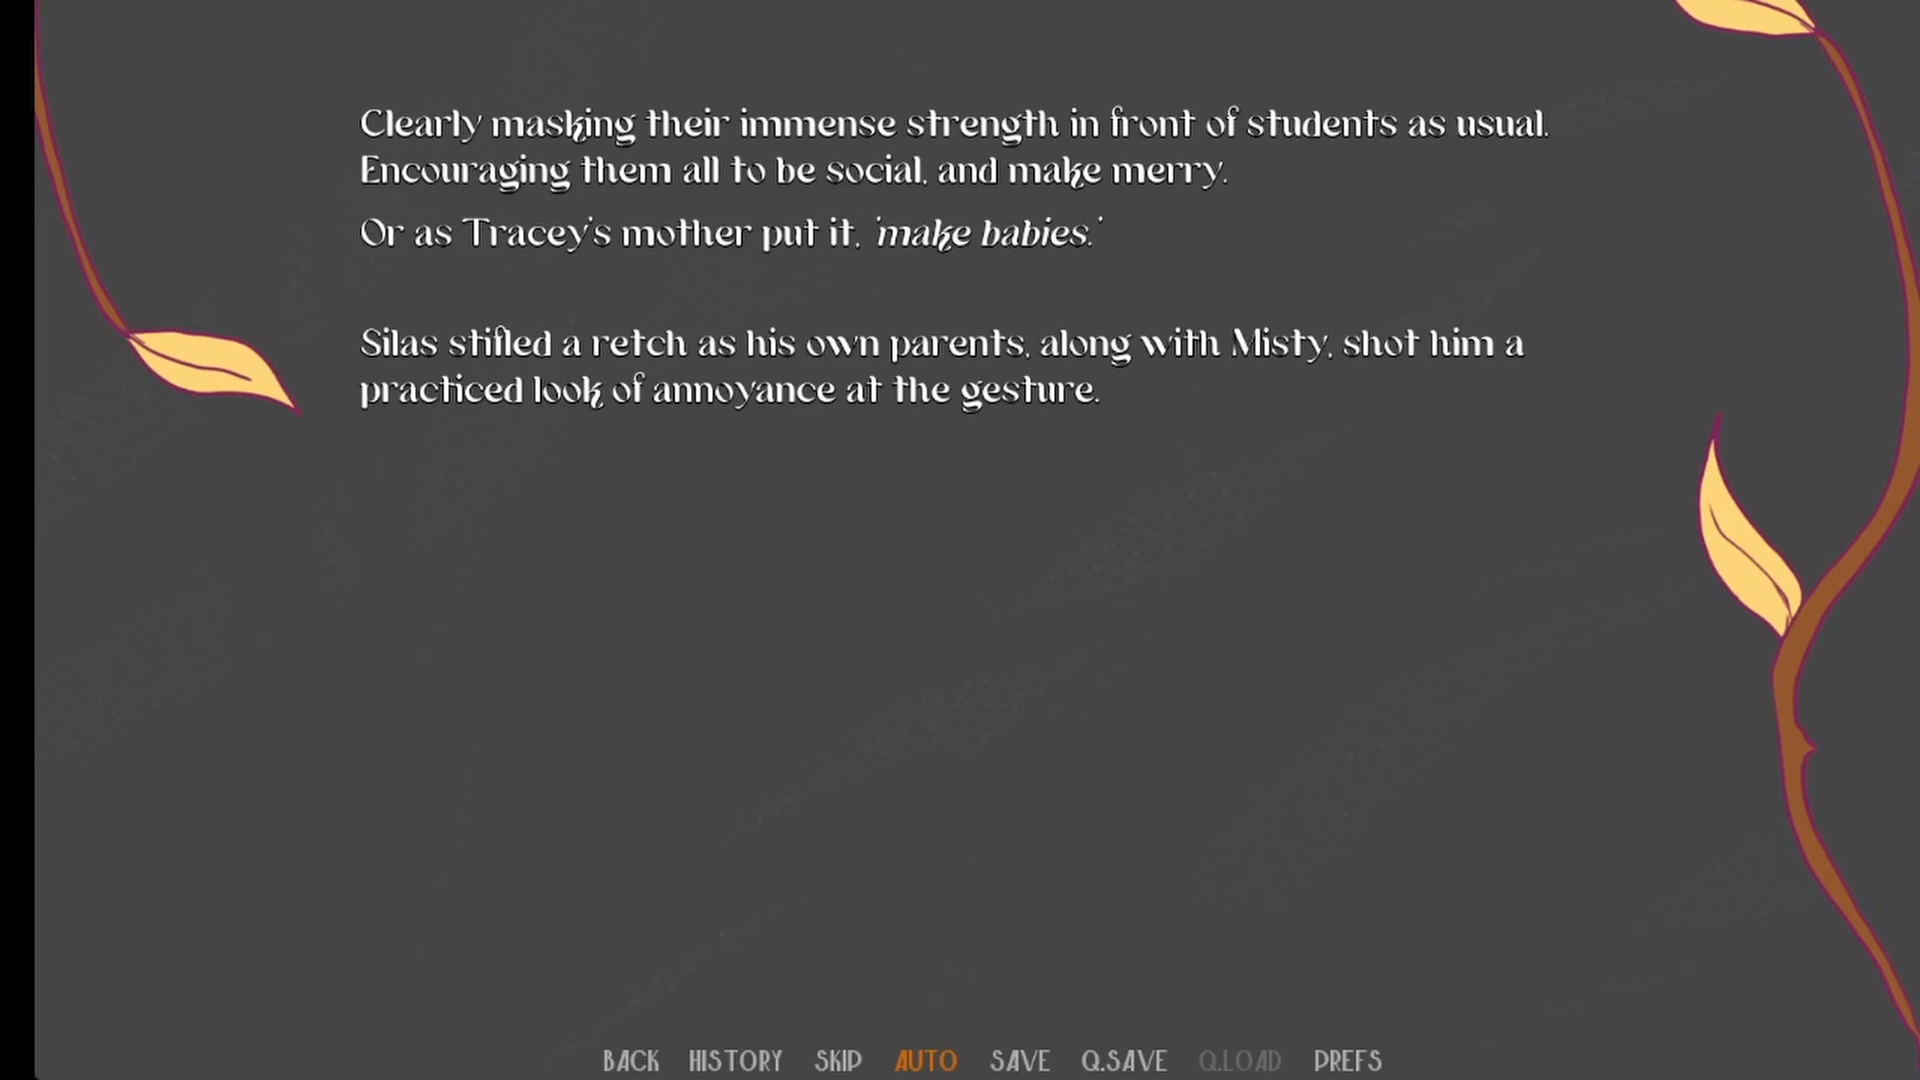 Clearly masking their immense strength in front of students as usual.
Encouraging them all to be social, and make merry.
Or as Tracey's mother put it, 'make babies.'
Silas stifled a retch as his own parents, along with Misty, shot him a
practiced look of annoyance at the gesture.
BACK HISTORY SKIP AUTO SAVE Q.SAVE Q.LOAD PREFS